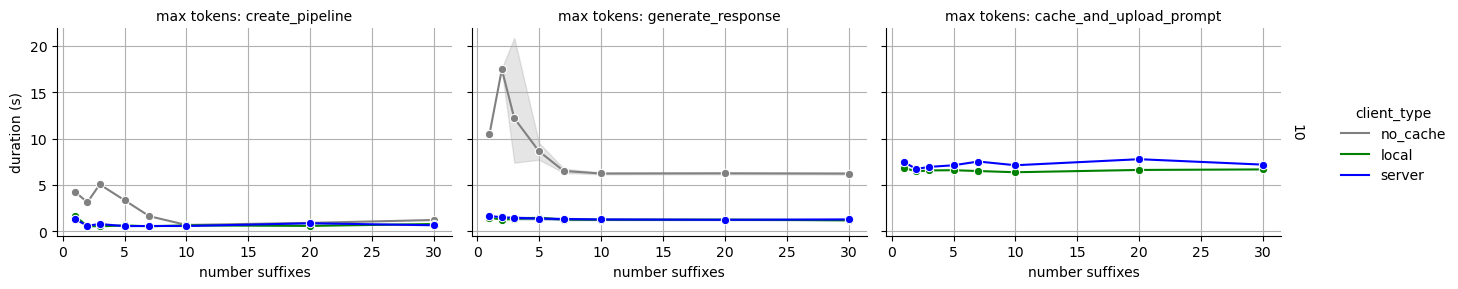 max tokens: create_pipeline
max tokens: generate_response
max tokens: cache_and_upload_prompt
duration (s)
20
15
10
5
0
0 5 10 15 20 25 30
0 5 10 15 20 25 30
0 5 10 15 20 25 30
number suffixes
number suffixes
number suffixes
10
client_type
no_cache
local
server